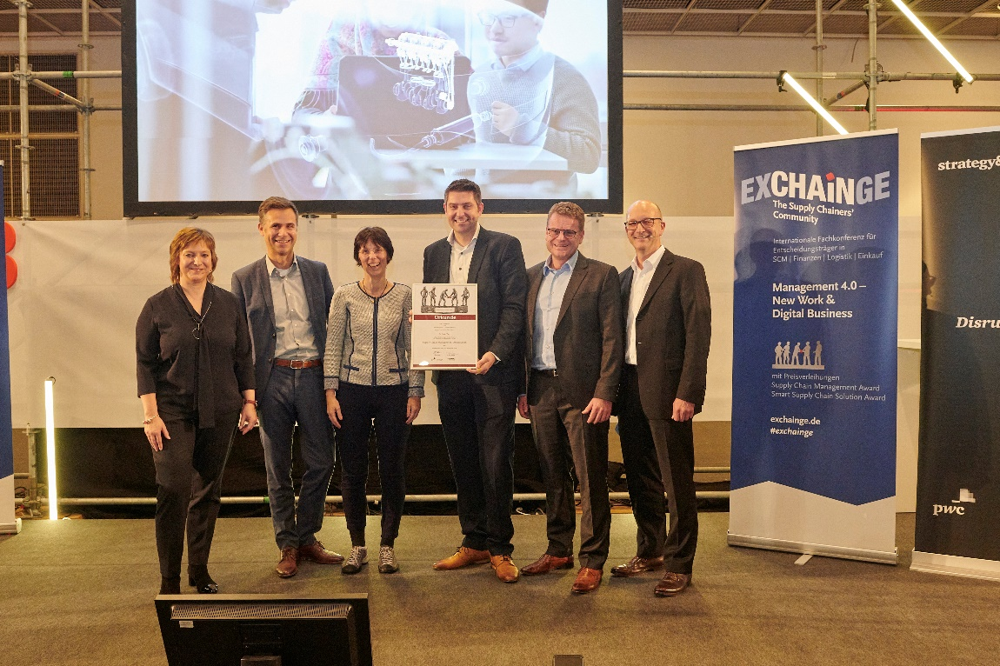 Urkunde
EXCHAiNGE
The Supply Chainers'
Community
Internationale Fachkonferenz für
Entscheidungsträger in
SCM | Finanzen | Logistik | Einkauf
Management 4.0 –
New Work &
Digital Business
mit Preisverleihungen
Supply Chain Management Award
Smart Supply Chain Solution Award
exchainge.de
#exchainge
strategy&
Disru
pwc